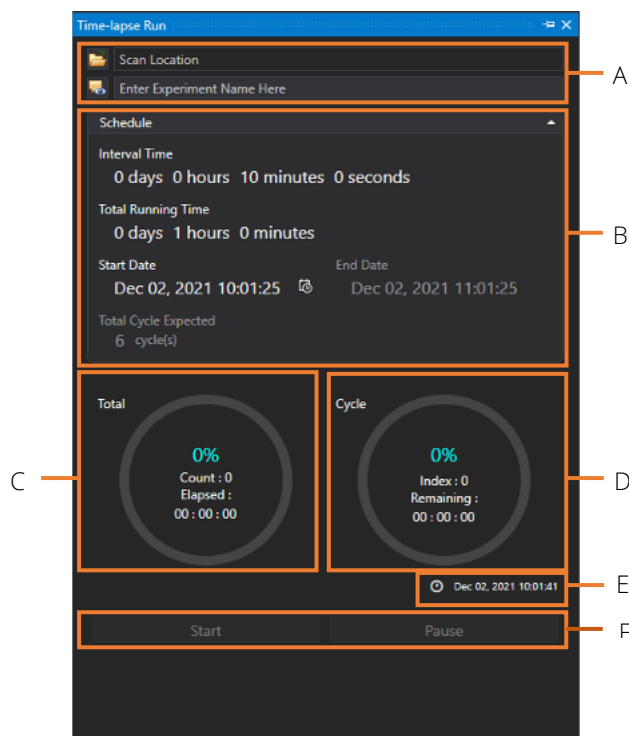 Time-lapse Run
Scan Location
A
Enter Experiment Name Here
Schedule
Interval Time
0 days 0 hours 10 minutes 0 seconds
Total Running Time
0 days 1 hours 0 minutes
B
Start Date End Date
Dec 02, 2021 10:01:25 Dec 02, 2021 11:01:25
Total Cycle Expected
6 cycle(s)
Total Cycle
0% 0%
C Count : 0 Index : 0 D
Elapsed : Remaining :
00 : 00 : 00 00 : 00 : 00
Dec 02, 2021 10:01:41 E
Start Pause F